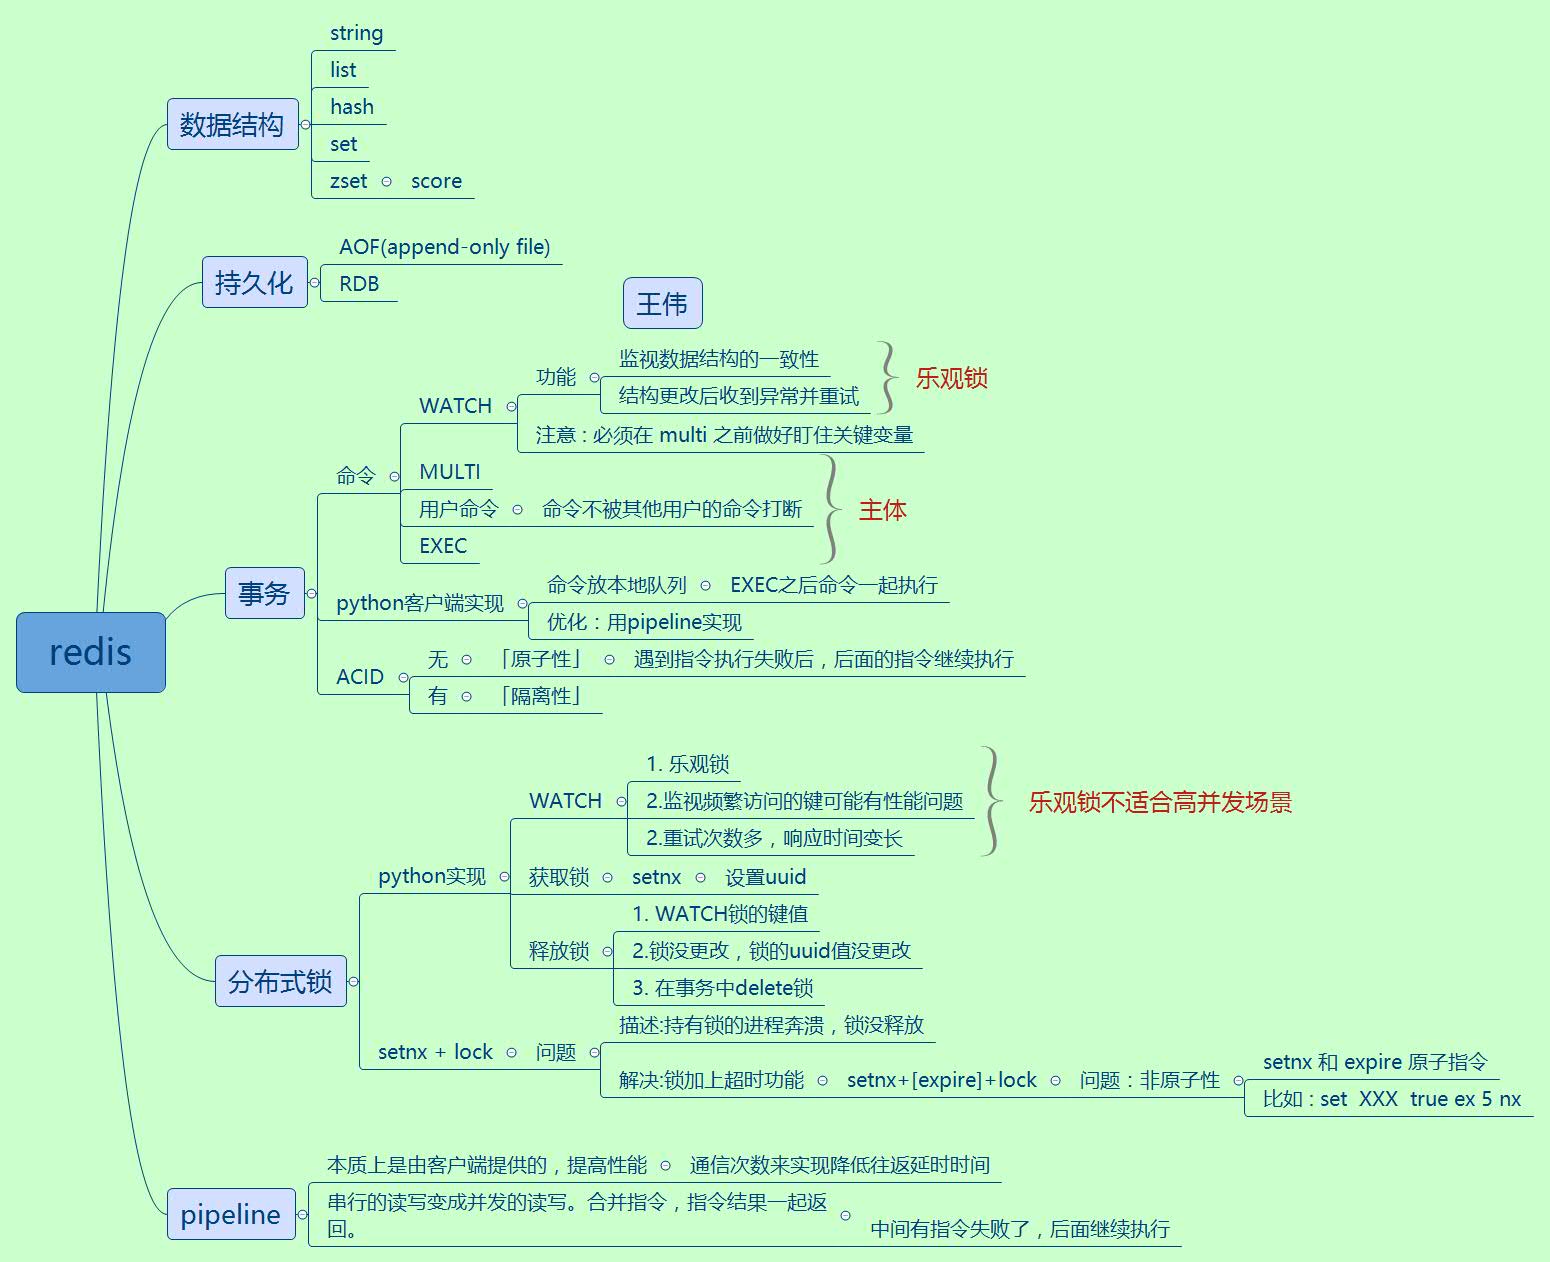 redis
数据结构
string
list
hash
set
zset
score
持久化
AOF(append-only file)
RDB
王伟
事务
命令
WATCH
功能
监视数据结构的一致性
结构更改后收到异常并重试
乐观锁
注意：必须在 multi 之前做好盯住关键变量
MULTI
用户命令
命令不被其他用户的命令打断
EXEC
主体
python客户端实现
命令放本地队列
EXEC之后命令一起执行
优化：用pipeline实现
ACID
无
「原子性」
遇到指令执行失败后，后面的指令继续执行
有
「隔离性」
分布式锁
python实现
WATCH
1. 乐观锁
2.监视频繁访问的键可能有性能问题
2.重试次数多，响应时间变长
乐观锁不适合高并发场景
获取锁
setnx
设置uuid
释放锁
1. WATCH锁的键值
2.锁没更改，锁的uuid值没更改
3. 在事务中delete锁
setnx + lock
问题
描述:持有锁的进程奔溃，锁没释放
解决:锁加上超时功能
setnx+[expire]+lock
问题：非原子性
setnx 和 expire 原子指令
比如：set  XXX  true ex 5 nx
pipeline
本质上是由客户端提供的，提高性能
通信次数来实现降低往返延时时间
串行的读写变成并发的读写。合并指令，指令结果一起返
回。
中间有指令失败了，后面继续执行